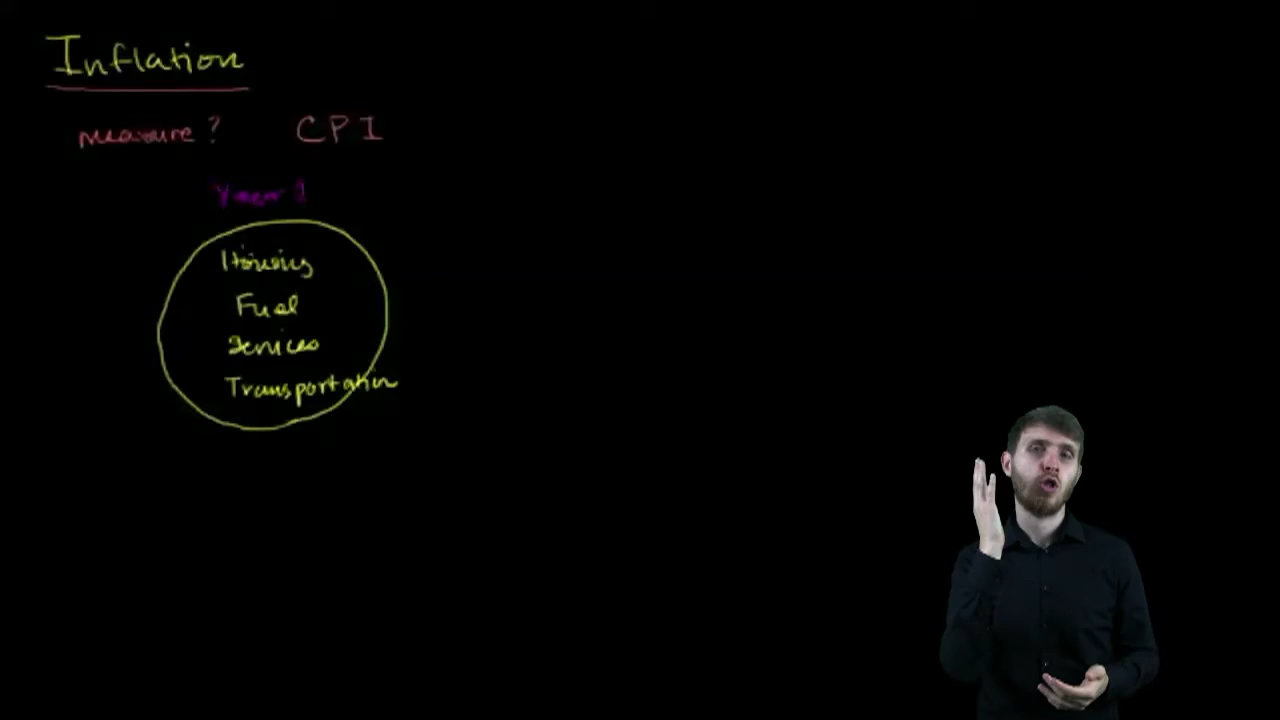 Inflation
measure? CPI
Year 1
Housing
Fuel
Services
Transportation